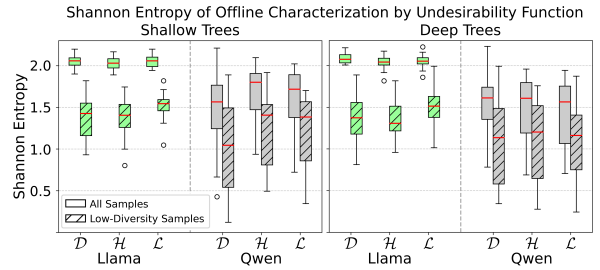 Shannon Entropy of Offline Characterization by Undesirability Function
Shallow Trees
Deep Trees
Shannon Entropy
2.0
1.5
1.0
0.5
All Samples
Low-Diversity Samples
𝒟 ℋ ℒ 𝒟 ℋ ℒ
Llama Qwen
𝒟 ℋ ℒ 𝒟 ℋ ℒ
Llama Qwen